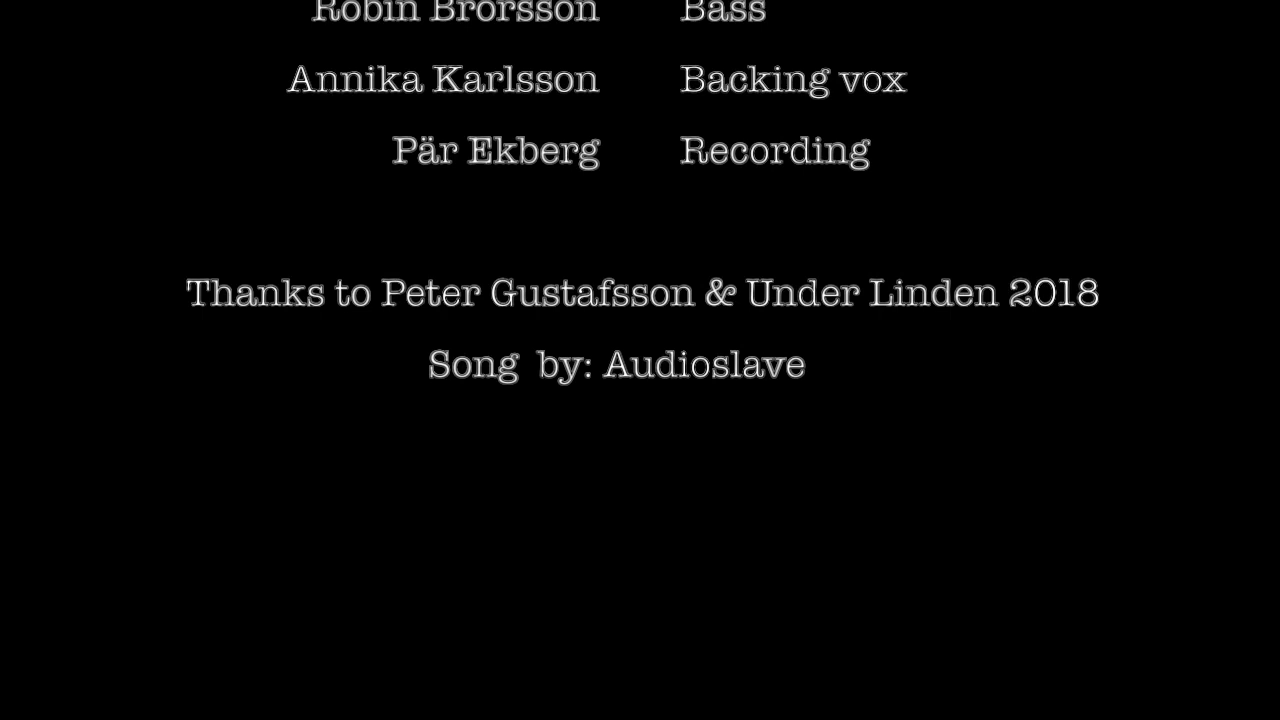 Robin Brorsson Bass
Annika Karlsson Backing vox
Pär Ekberg Recording
Thanks to Peter Gustafsson & Under Linden 2018
Song by: Audioslave